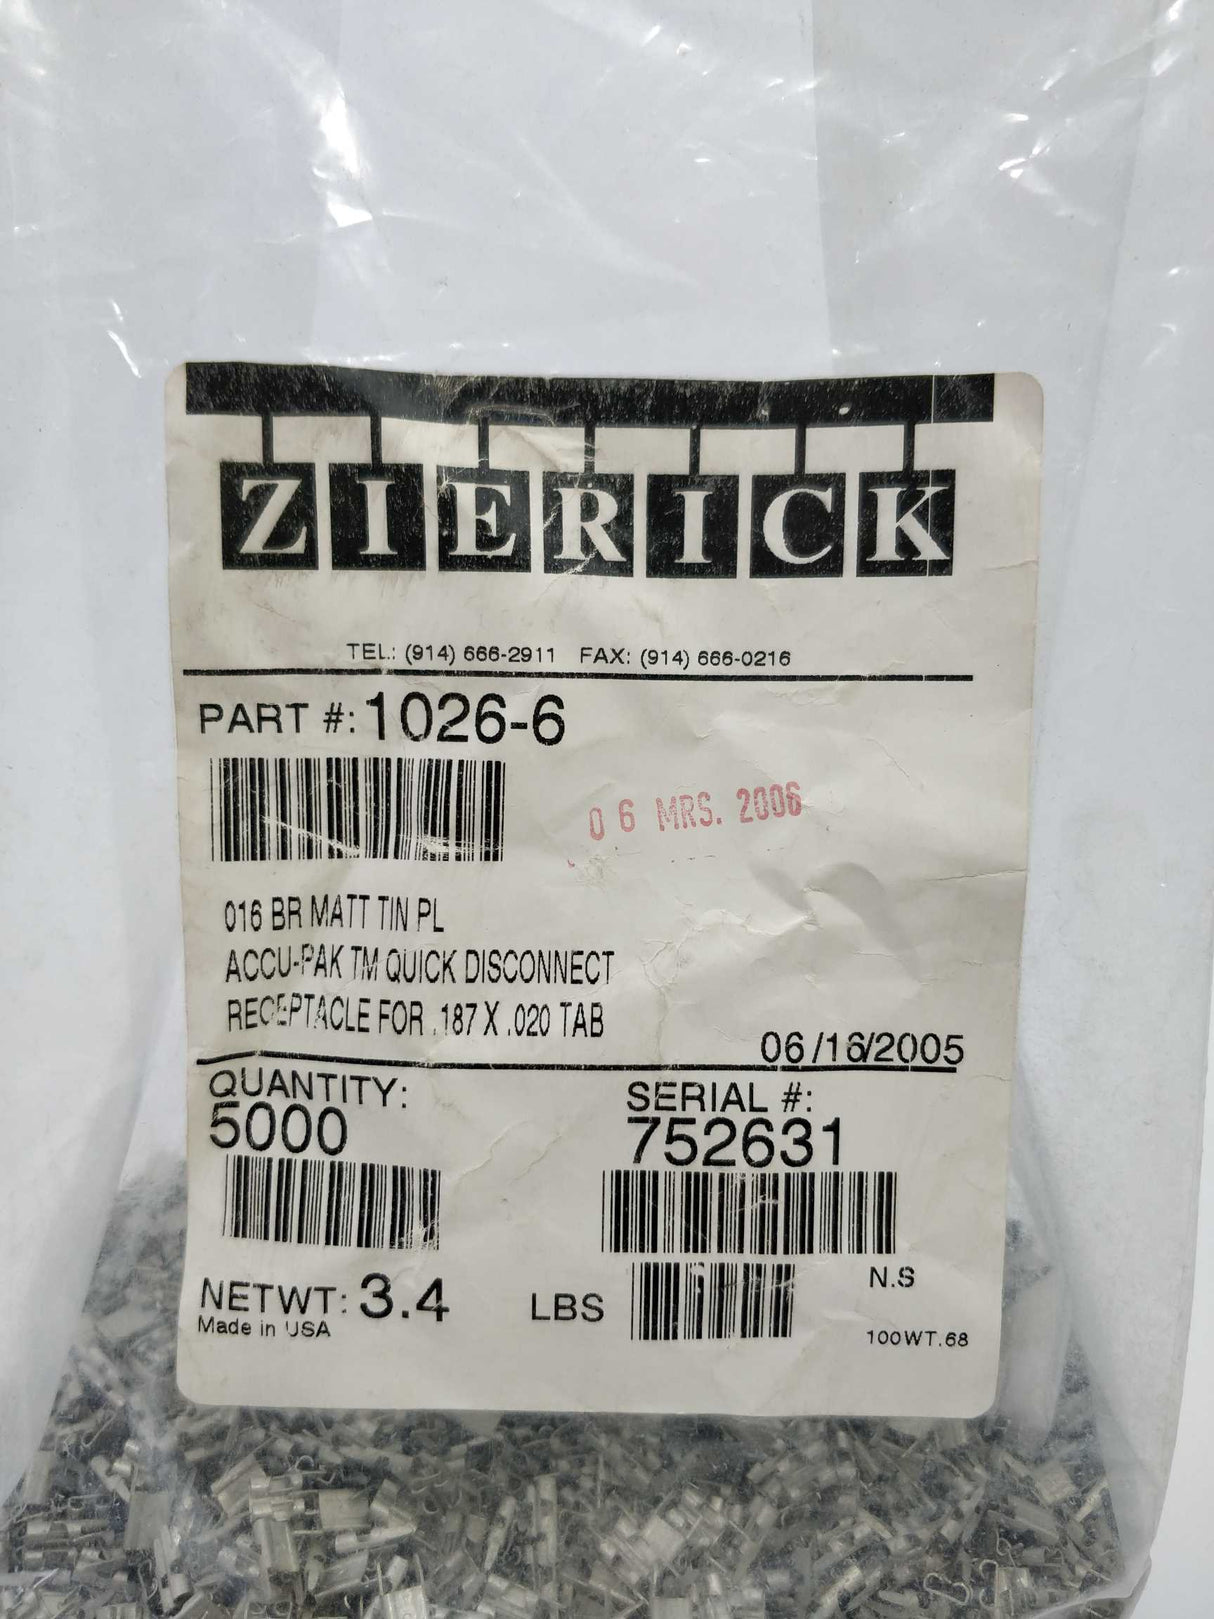 ZIERICK
TEL.: (914) 666-2911 FAX: (914) 666-0216
PART #: 1026-6
06 MRS. 2006
016 BR MATT TIN PL
ACCU-PAK TM QUICK DISCONNECT
RECEPTACLE FOR .187 X .020 TAB
06/16/2005
QUANTITY:
5000
SERIAL #:
752631
N.S
NETWT: 3.4 LBS
Made in USA
100WT.68